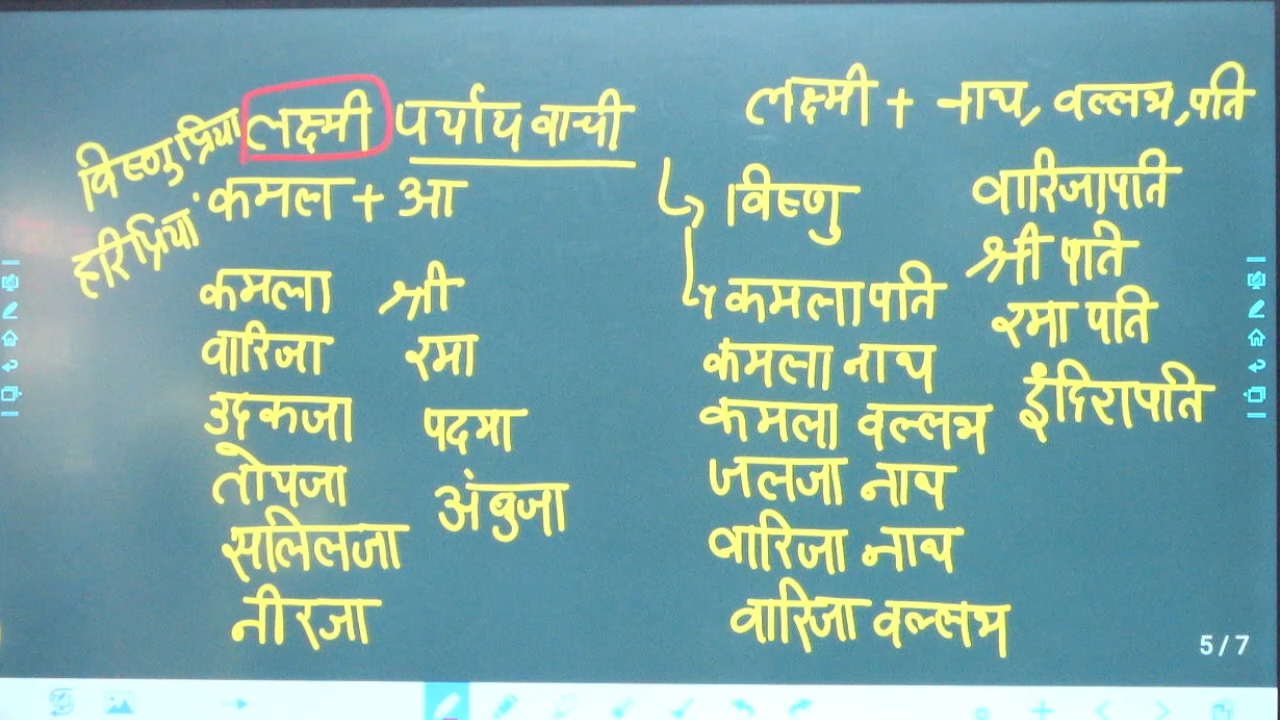 विष्णु प्रिया
हरि प्रिया
लक्ष्मी पर्याय वाची
कमल + आ
कमला श्री
वारिजा रमा
उदकजा पदमा
तोयजा अंबुजा
सलिलजा
नीरजा
लक्ष्मी + नाथ, वल्लभ, पति
विष्णु
कमलापति
कमला नाथ
कमला वल्लभ
जलजा नाथ
वारिजा नाथ
वारिजा वल्लभ
वारिजापति
श्री पति
रमा पति
इंदिरापति
5 / 7